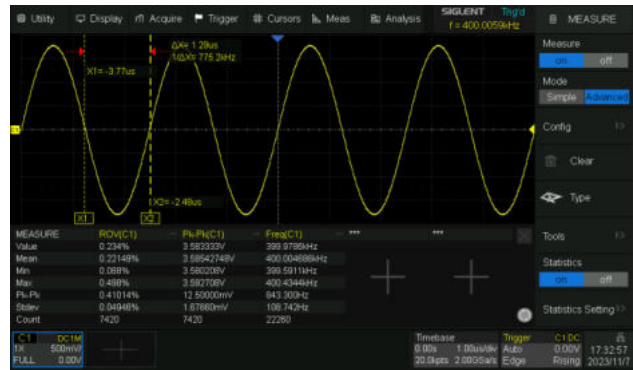 Utility Display Acquire Trigger Cursors Meas Analysis SIGLENT Trig'd MEASURE
f = 400.0059kHz
ΔX= 1.29us
1/ΔX= 775.2kHz
X1= -3.77us
X2= -2.48us
X1 X2
C1
Measure
on off
Mode
Simple Advanced
Config
Clear
Type
Tools
Statistics
on off
Statistics Setting
MEASURE ROV(C1) Pk-Pk(C1) Freq(C1) *** ***
Value 0.234% 3.583333V 399.9786kHz
Mean 0.22149% 3.58542748V 400.004686kHz
Min 0.088% 3.580208V 399.5911kHz
Max 0.498% 3.592708V 400.4344kHz
Pk-Pk 0.41014% 12.50000mV 843.300Hz
Stdev 0.04946% 1.67660mV 108.742Hz
Count 7420 7420 22260
C1 DC1M
1X 500mV/
FULL 0.00V
Timebase
0.00s 1.00us/div
20.0kpts 2.00GSa/s
Trigger C1 DC
Auto 0.00V
Edge Rising
17:32:57
2023/11/7